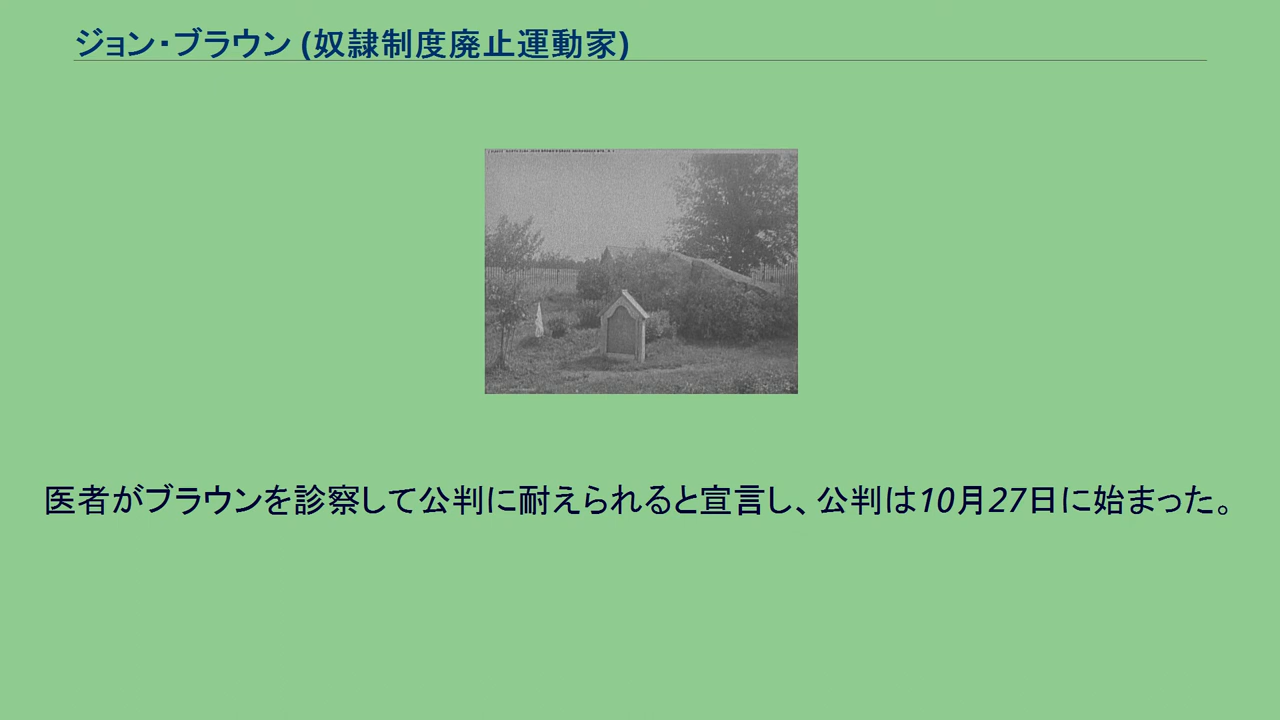 ジョン・ブラウン (奴隷制度廃止運動家)
医者がブラウンを診察して公判に耐えられると宣言し、公判は10月27日に始まった。